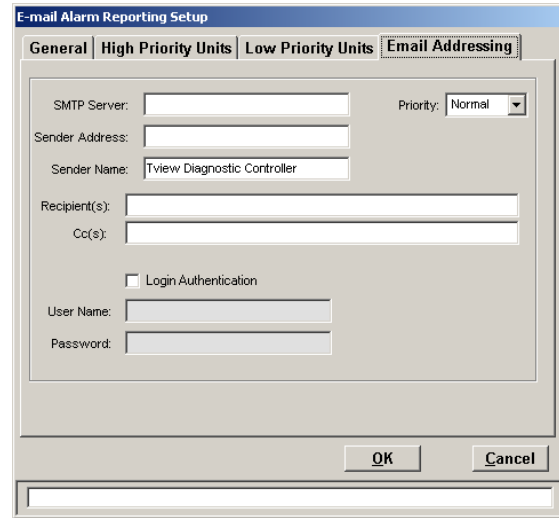 E-mail Alarm Reporting Setup
General High Priority Units Low Priority Units Email Addressing
SMTP Server: Priority: Normal
Sender Address:
Sender Name: Tview Diagnostic Controller
Recipient(s):
Cc(s):
Login Authentication
User Name:
Password:
OK Cancel